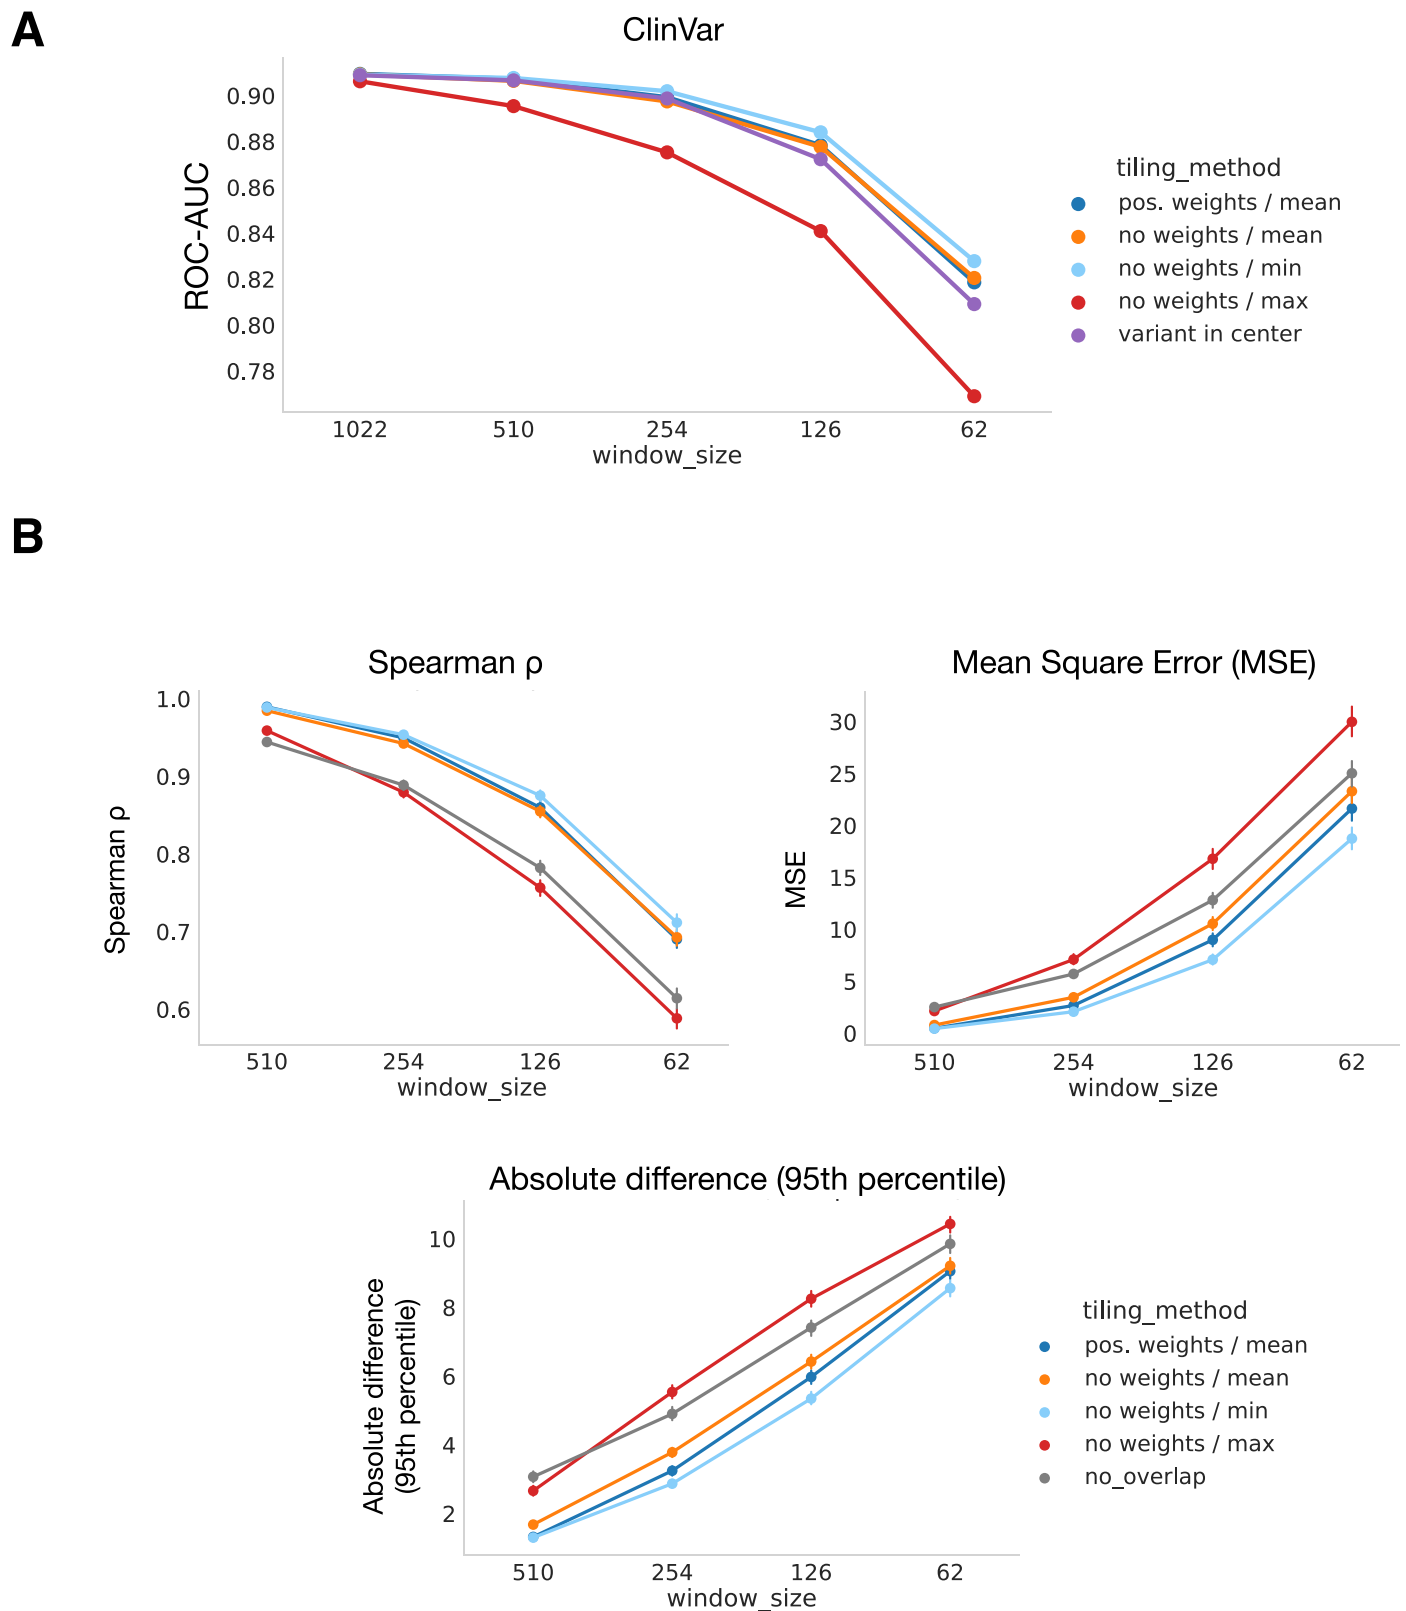 A
ClinVar
ROC-AUC
0.90
0.88
0.86
0.84
0.82
0.80
0.78
1022 510 254 126 62
window_size
tiling_method
pos. weights / mean
no weights / mean
no weights / min
no weights / max
variant in center
B
Spearman ρ
Spearman ρ
1.0
0.9
0.8
0.7
0.6
510 254 126 62
window_size
Mean Square Error (MSE)
MSE
30
25
20
15
10
5
0
510 254 126 62
window_size
Absolute difference (95th percentile)
Absolute difference
(95th percentile)
10
8
6
4
2
510 254 126 62
window_size
tiling_method
pos. weights / mean
no weights / mean
no weights / min
no weights / max
no_overlap